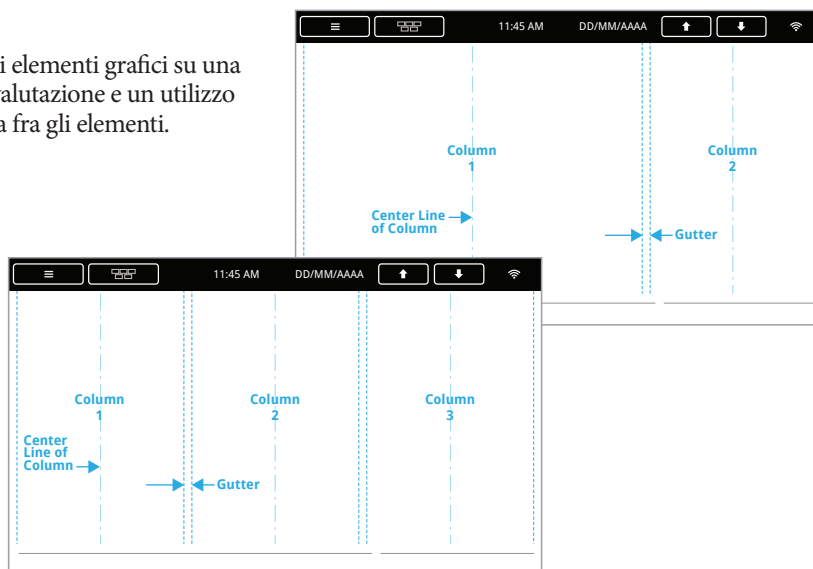 i elementi grafici su una
alutazione e un utilizzo
a fra gli elementi.
11:45 AM DD/MM/AAAA
Column
1
Column
2
Center Line
of Column
Gutter
11:45 AM DD/MM/AAAA
Column
1
Column
2
Column
3
Center
Line of
Column
Gutter